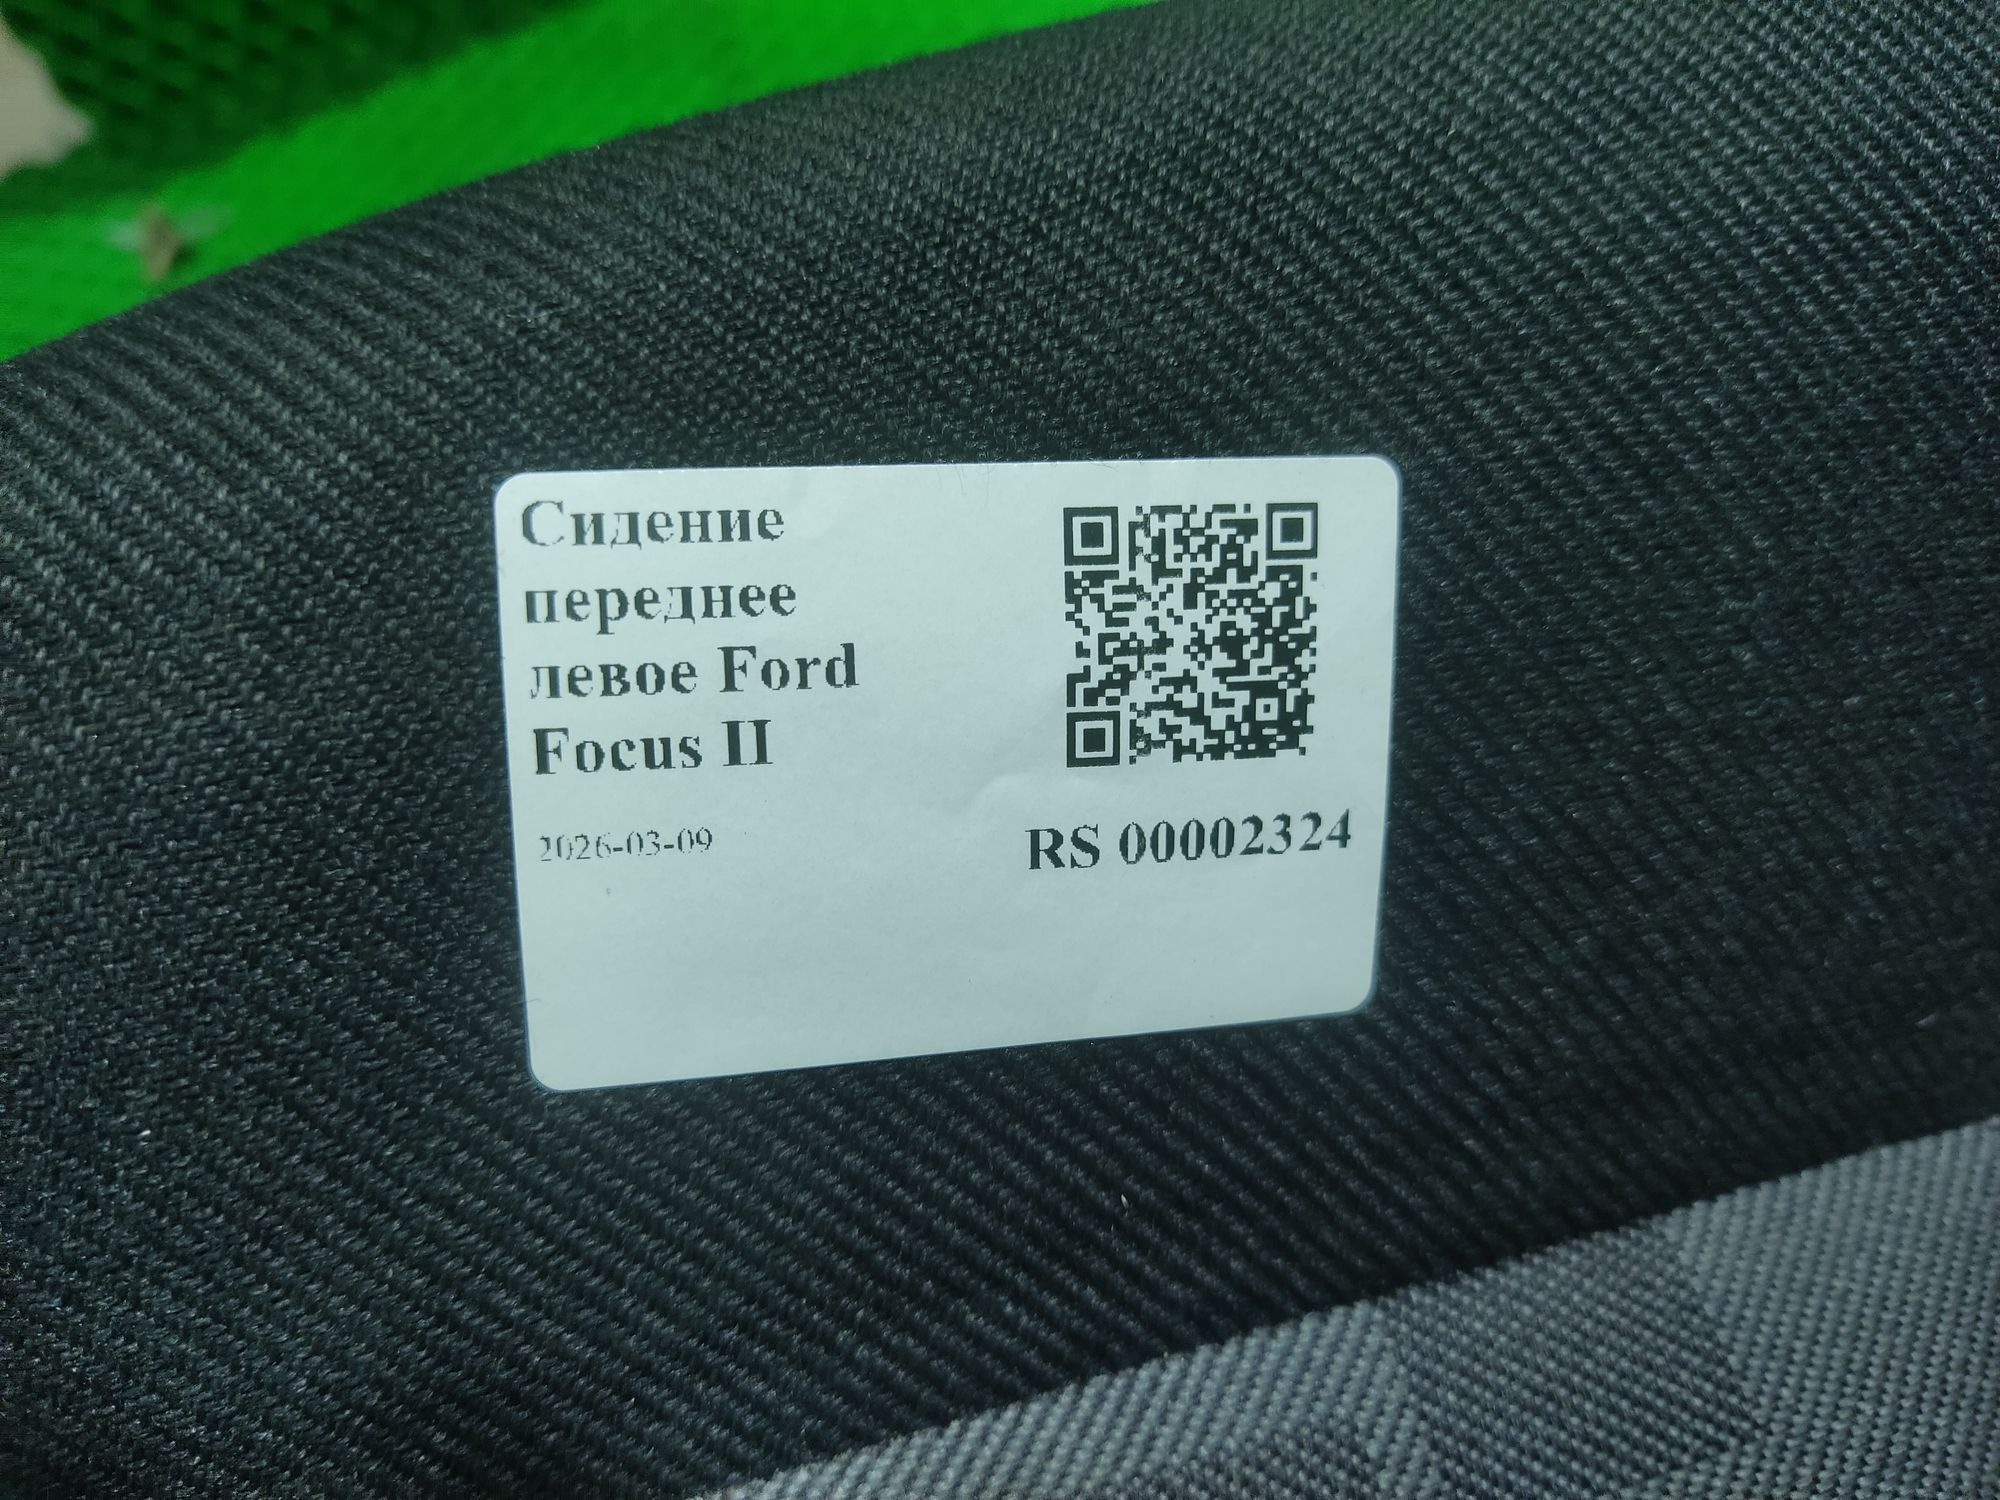 Сидение
переднее
левое Ford
Focus II
2026-03-09
RS 00002324